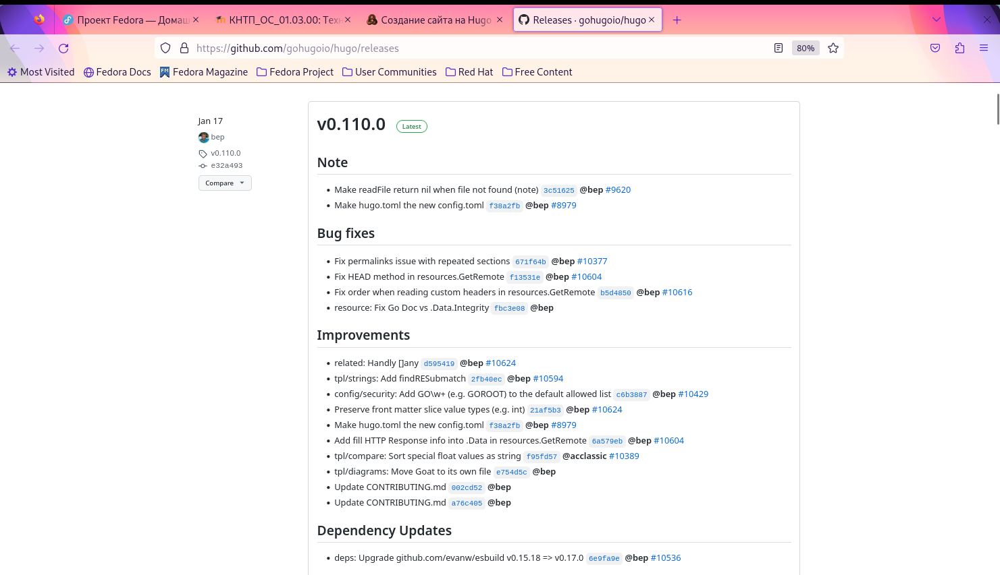 Проект Fedora — Домаш
КНТП_ОС_01.03.00: Техн
Создание сайта на Hugo
Releases · gohugoio/hugo
https://github.com/gohugoio/hugo/releases
80%
Most Visited Fedora Docs Fedora Magazine Fedora Project User Communities Red Hat Free Content
Jan 17
bep
v0.110.0
e32a493
Compare
v0.110.0 Latest
Note
• Make readFile return nil when file not found (note) 3c51625 @bep #9620
• Make hugo.toml the new config.toml f38a2fb @bep #8979
Bug fixes
• Fix permalinks issue with repeated sections 671f64b @bep #10377
• Fix HEAD method in resources.GetRemote f13531e @bep #10604
• Fix order when reading custom headers in resources.GetRemote b5d4850 @bep #10616
• resource: Fix Go Doc vs .Data.Integrity fbc3e08 @bep
Improvements
• related: Handly []any d595419 @bep #10624
• tpl/strings: Add findRESubmatch 2fb40ec @bep #10594
• config/security: Add GO\w+ (e.g. GOROOT) to the default allowed list c6b3887 @bep #10429
• Preserve front matter slice value types (e.g. int) 21af5b3 @bep #10624
• Make hugo.toml the new config.toml f38a2fb @bep #8979
• Add fill HTTP Response info into .Data in resources.GetRemote 6a579eb @bep #10604
• tpl/compare: Sort special float values as string f95fd57 @acclassic #10389
• tpl/diagrams: Move Goat to its own file e754d5c @bep
• Update CONTRIBUTING.md 002cd52 @bep
• Update CONTRIBUTING.md a76c405 @bep
Dependency Updates
• deps: Upgrade github.com/evanw/esbuild v0.15.18 => v0.17.0 6e9fa9e @bep #10536